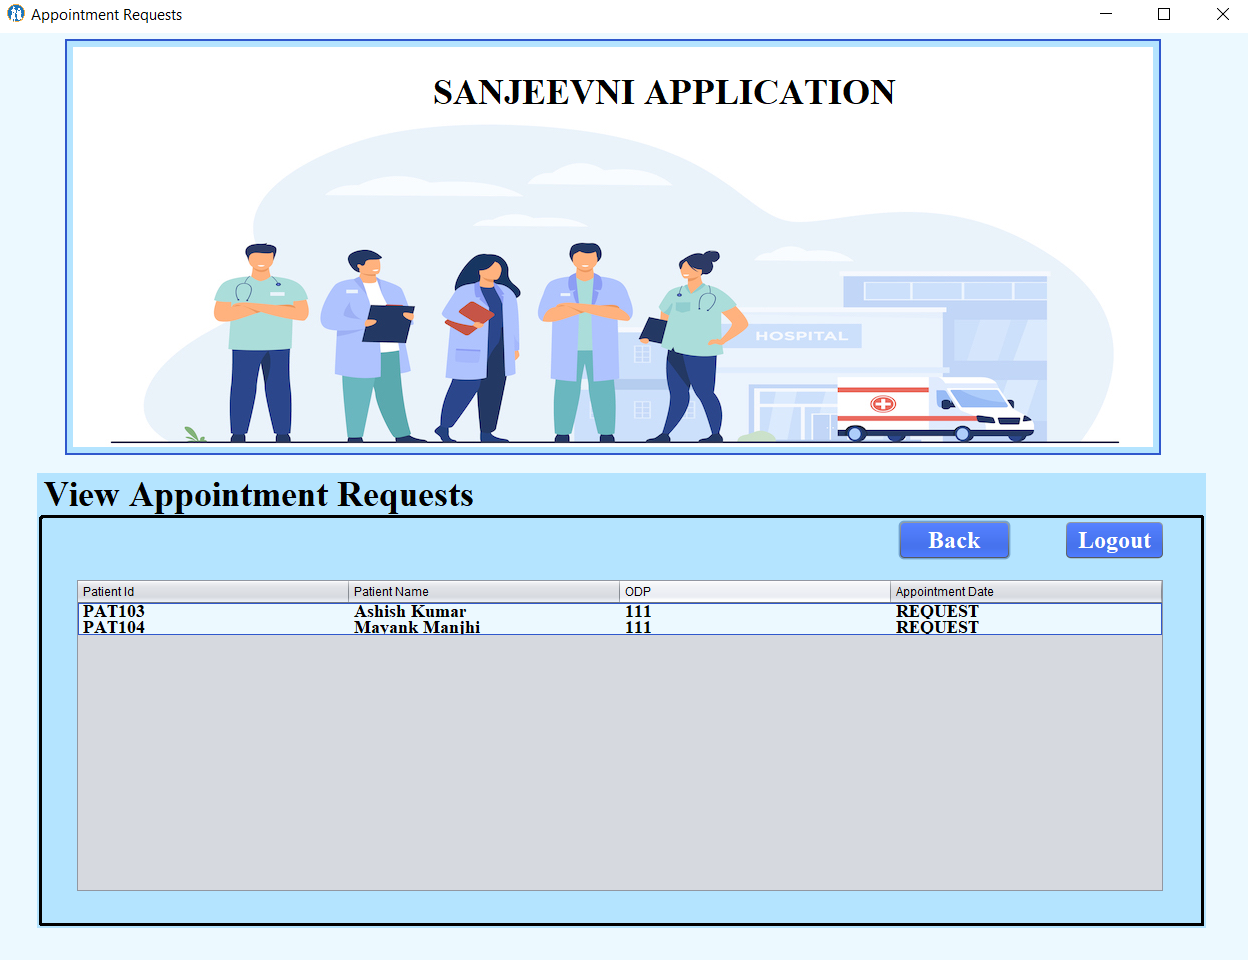 Appointment Requests
SANJEEVNI APPLICATION
HOSPITAL
View Appointment Requests
Back Logout
Patient Id Patient Name ODP Appointment Date
PAT103 Ashish Kumar 111 REQUEST
PAT104 Mayank Manjhi 111 REQUEST